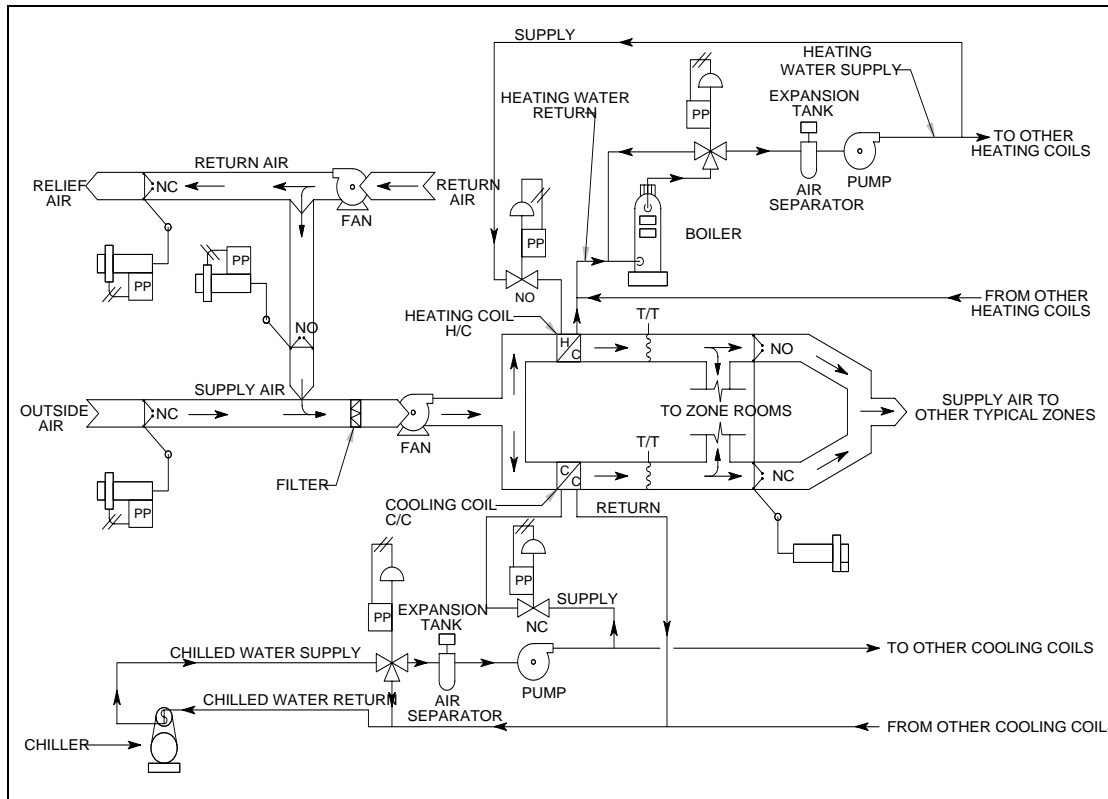 SUPPLY
HEATING
WATER SUPPLY
HEATING WATER
RETURN
PP
EXPANSION
TANK
TO OTHER
HEATING COILS
PUMP
AIR
SEPARATOR
RETURN AIR
RELIEF
AIR
NC
RETURN
AIR
FAN
PP
PP
PP
NO
BOILER
FROM OTHER
HEATING COILS
HEATING COIL
H/C
H
C
T/T
NO
NO
SUPPLY AIR
OUTSIDE
AIR
NC
TO ZONE ROOMS
SUPPLY AIR TO
OTHER TYPICAL ZONES
FAN
T/T
FILTER
PP
COOLING COIL
C/C
C
C
NC
RETURN
PP
PP
EXPANSION
TANK
SUPPLY
NC
CHILLED WATER SUPPLY
TO OTHER COOLING COILS
PUMP
CHILLED WATER RETURN
AIR
SEPARATOR
FROM OTHER COOLING COILS
CHILLER